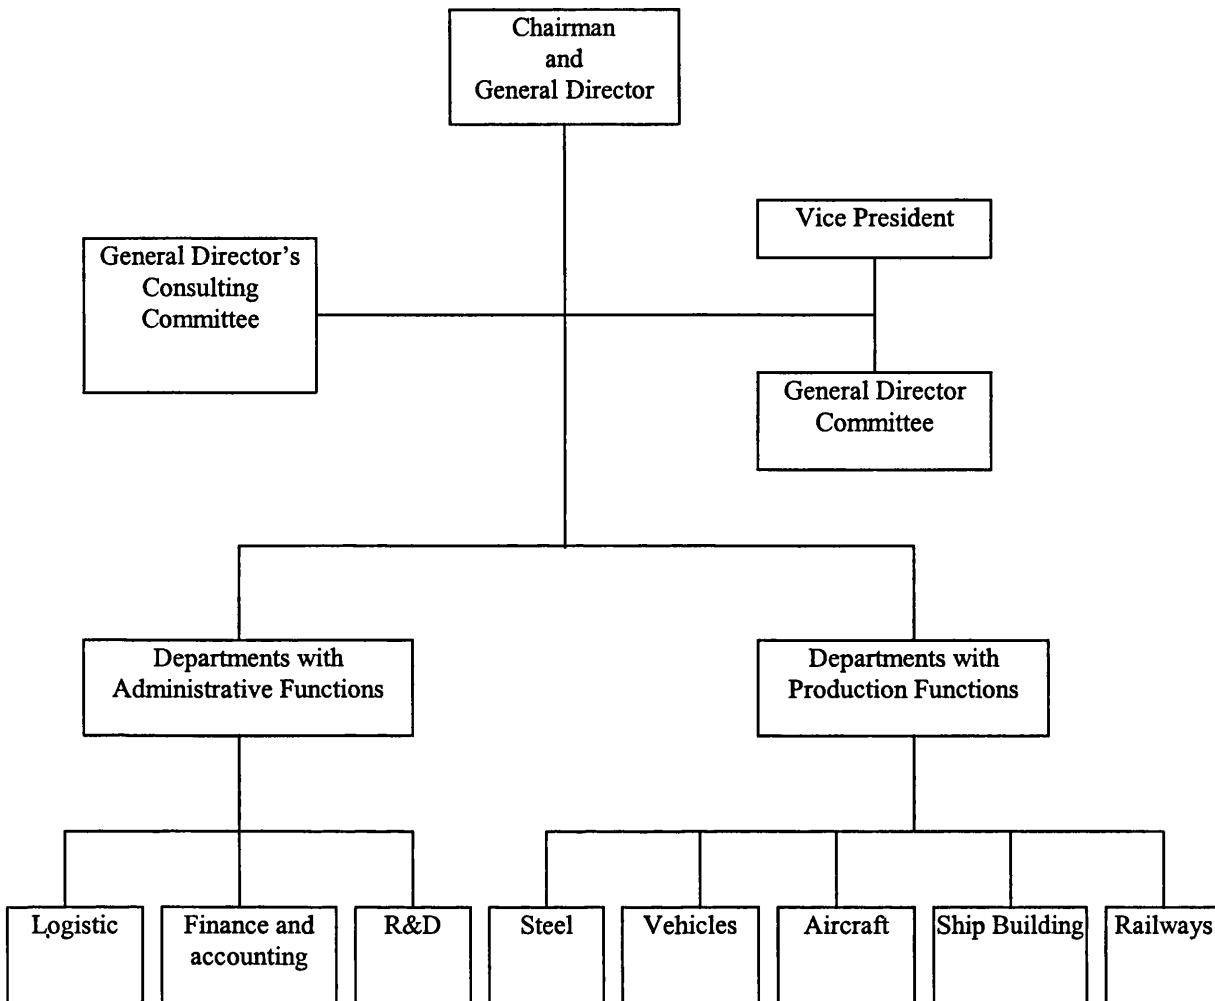 Chairman
and
General Director
Vice President
General Director's
Consulting
Committee
General Director
Committee
Departments with
Administrative Functions
Departments with
Production Functions
Logistic
Finance and
accounting
R&D
Steel
Vehicles
Aircraft
Ship Building
Railways